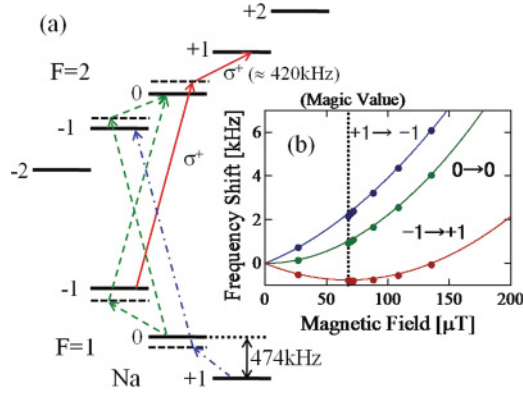 (a)
+2
+1
F=2
0
σ⁺ (≈ 420kHz)
-1
-2
σ⁺
-1
F=1
0
474kHz
Na
+1
(Magic Value)
(b)
+1→ -1
0→0
−1→+1
Frequency Shift [kHz]
6
4
2
0
0
50
100
150
200
Magnetic Field [μT]